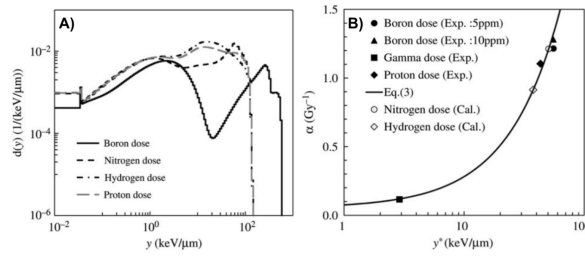 A)
10⁻²
10⁻⁴
10⁻⁶
d(y) (1/(keV/μm))
Boron dose
Nitrogen dose
Hydrogen dose
Proton dose
10⁻² 10⁰ 10²
y (keV/μm)
B)
1.5
1.0
0.5
0.0
α (Gy⁻¹)
Boron dose (Exp. :5ppm)
Boron dose (Exp. :10ppm)
Gamma dose (Exp.)
Proton dose (Exp.)
Eq.(3)
Nitrogen dose (Cal.)
Hydrogen dose (Cal.)
1 10 10
y*(keV/μm)